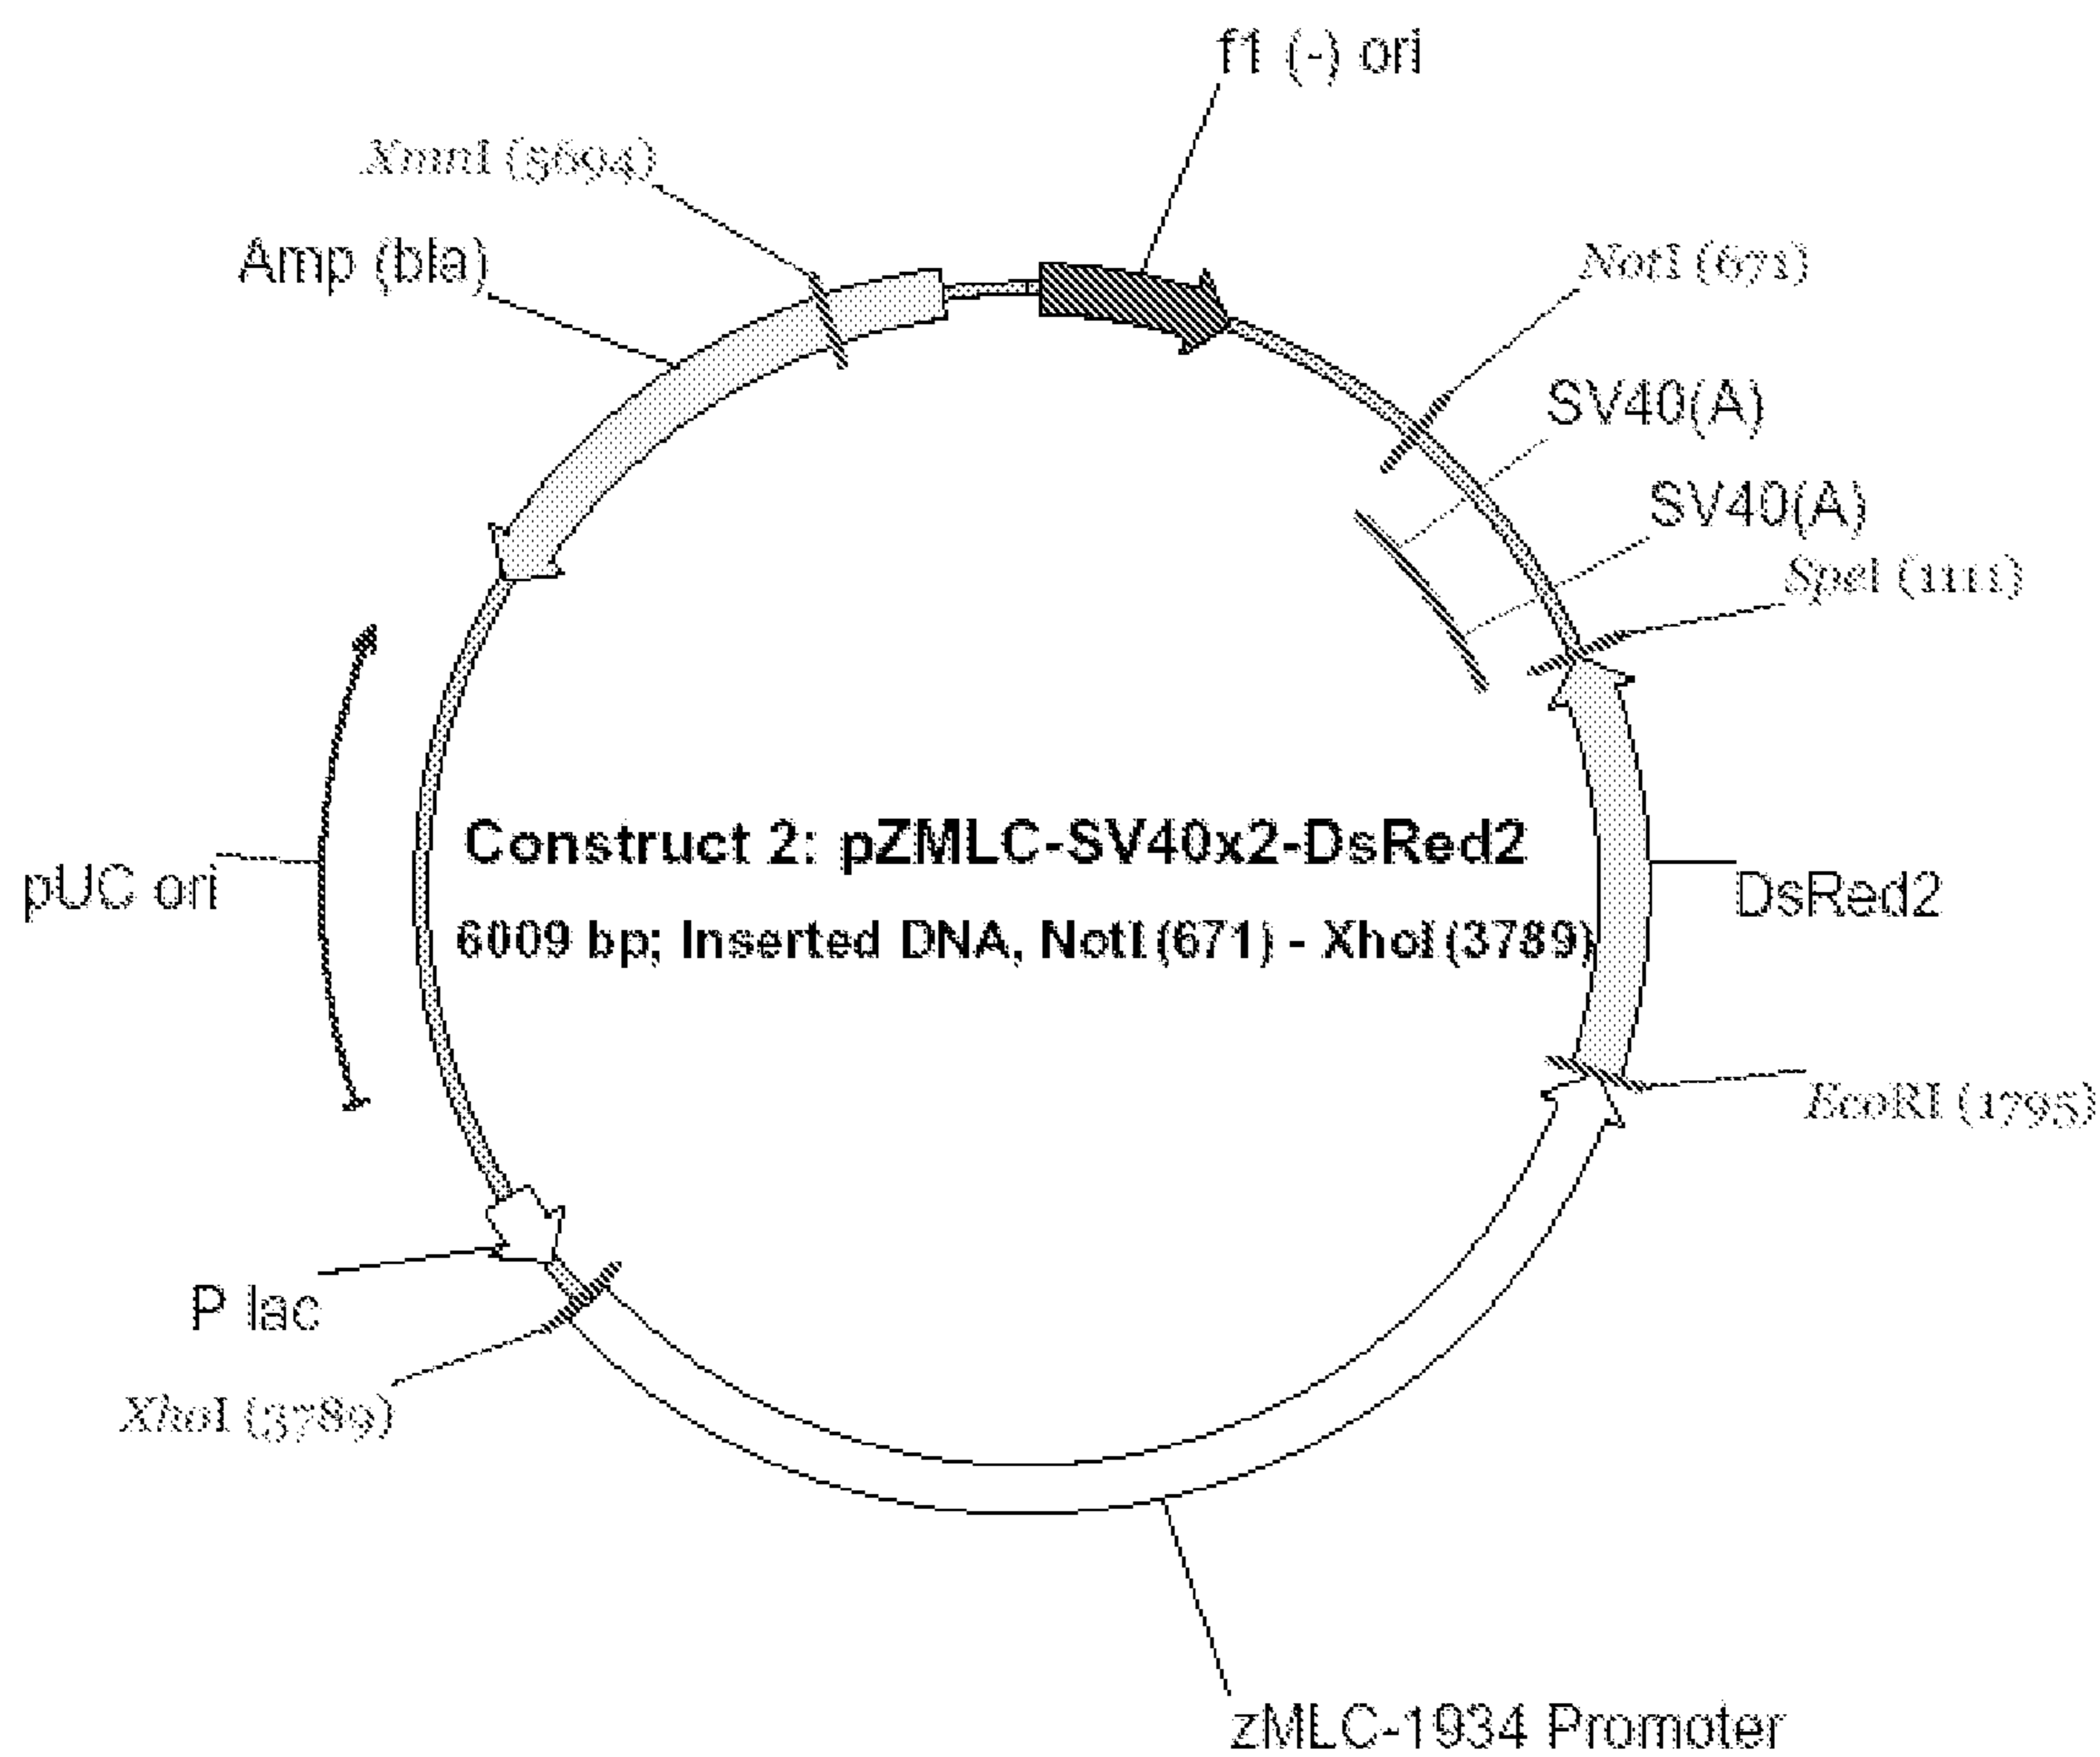 f1 (-) ori
XmnI (5694)
Amp (bla)
NotI (671)
SV40(A)
SV40(A)
SpeI (1111)
Construct 2: pZMLC-SV40x2-DsRed2
pUC ori
DsRed2
6009 bp; Inserted DNA, NotI (671) - XhoI (3789)
EcoRI (1795)
P lac
XhoI (3789)
zMLC-1934 Promoter